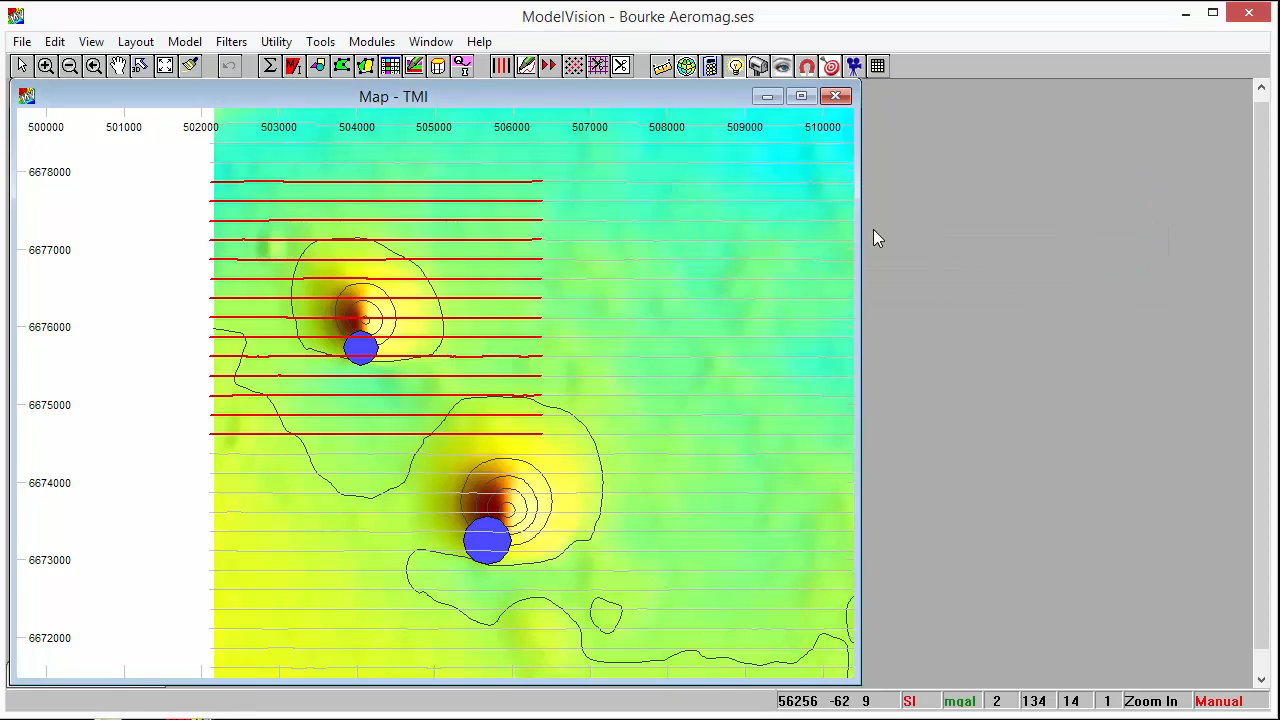 ModelVision - Bourke Aeromag.ses
File Edit View Layout Model Filters Utility Tools Modules Window Help
Map - TMI
500000 501000 502000 503000 504000 505000 506000 507000 508000 509000 510000
6678000
6677000
6676000
6675000
6674000
6673000
6672000
56256 -62 9 SI mgal 2 134 14 1 Zoom In Manual